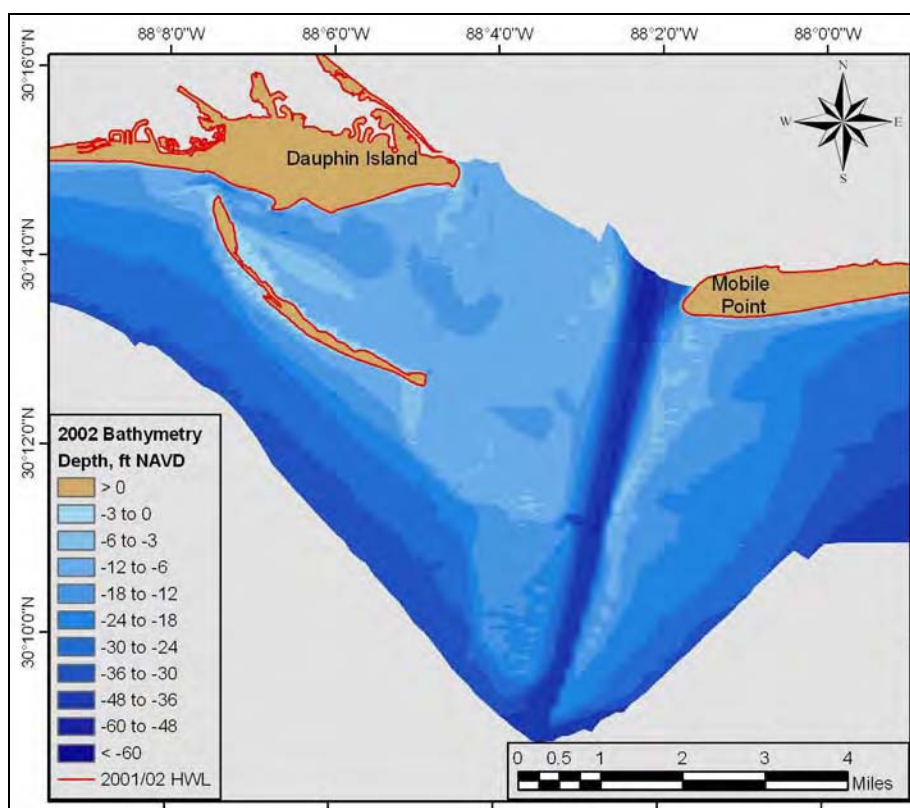 88°8'0"W 88°6'0"W 88°4'0"W 88°2'0"W 88°0'0"W
30°16'0"N
30°14'0"N
30°12'0"N
30°10'0"N
N
W E
S
Dauphin Island
Mobile
Point
2002 Bathymetry
Depth, ft NAVD
> 0
-3 to 0
-6 to -3
-12 to -6
-18 to -12
-24 to -18
-30 to -24
-36 to -30
-48 to -36
-60 to -48
< -60
2001/02 HWL
0 0.5 1 2 3 4
Miles